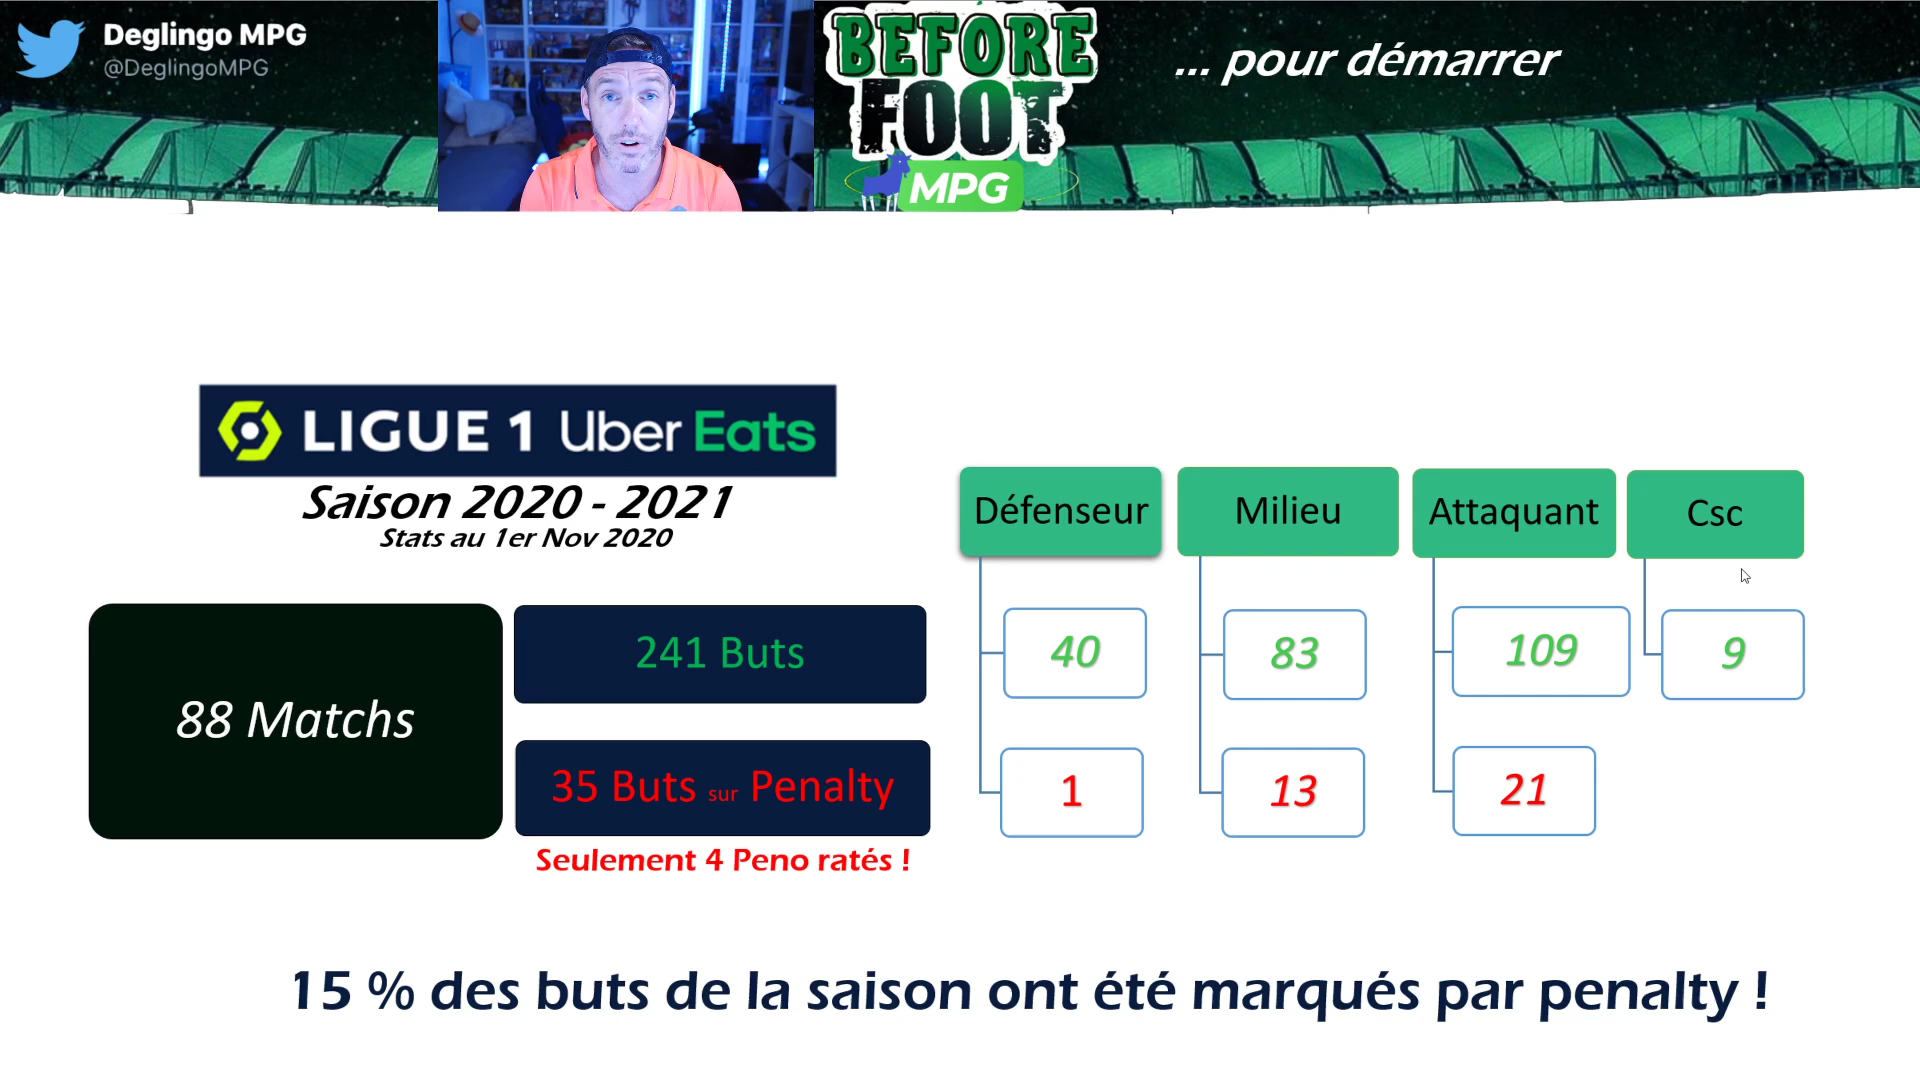 Deglingo MPG
@DeglingoMPG
BEFORE
FOOT
MPG
... pour démarrer
LIGUE 1 Uber Eats
Saison 2020 - 2021
Stats au 1er Nov 2020
88 Matchs
241 Buts
35 Buts sur Penalty
Seulement 4 Peno ratés !
Défenseur Milieu Attaquant Csc
40 83 109 9
1 13 21
15 % des buts de la saison ont été marqués par penalty !